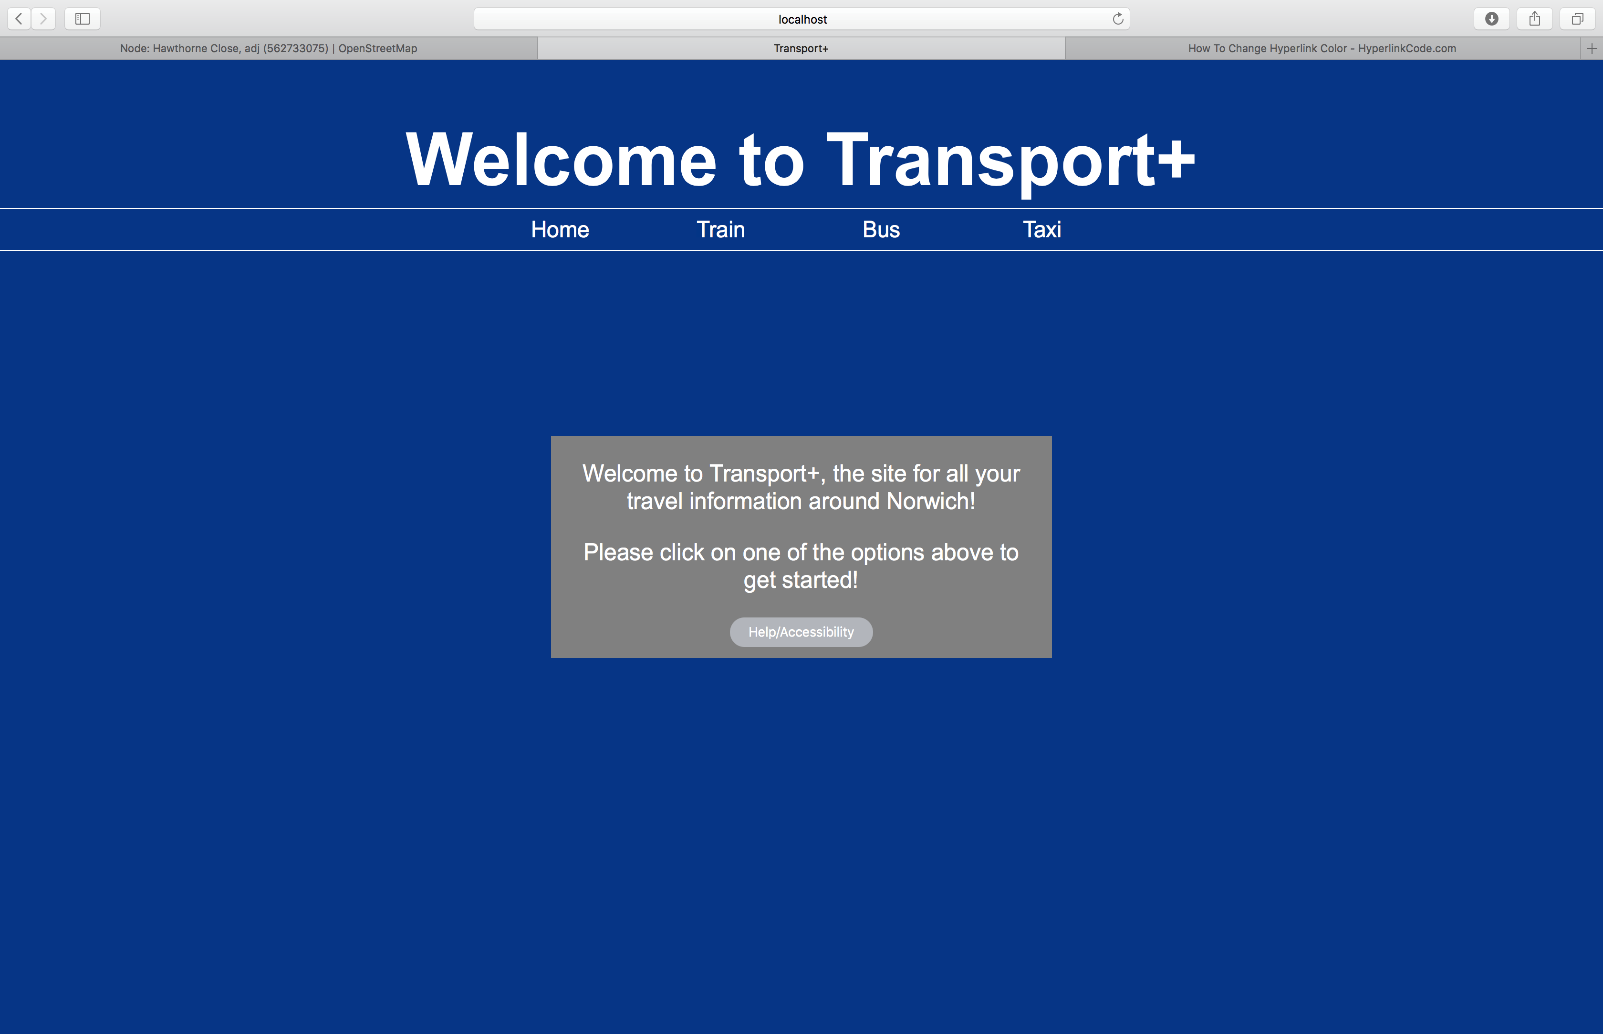 localhost
Node: Hawthorne Close, adj (562733075) | OpenStreetMap
Transport+
How To Change Hyperlink Color - HyperlinkCode.com
Welcome to Transport+
Home Train Bus Taxi
Welcome to Transport+, the site for all your
travel information around Norwich!
Please click on one of the options above to
get started!
Help/Accessibility